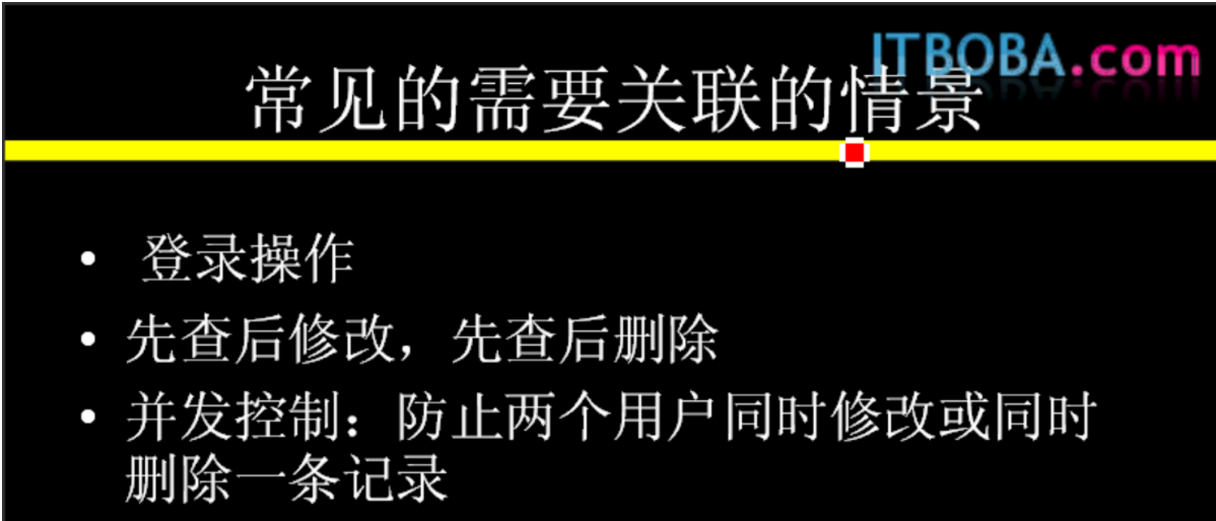 ITBOBA.com
常见的需要关联的情景
• 登录操作
• 先查后修改，先查后删除
• 并发控制：防止两个用户同时修改或同时
删除一条记录